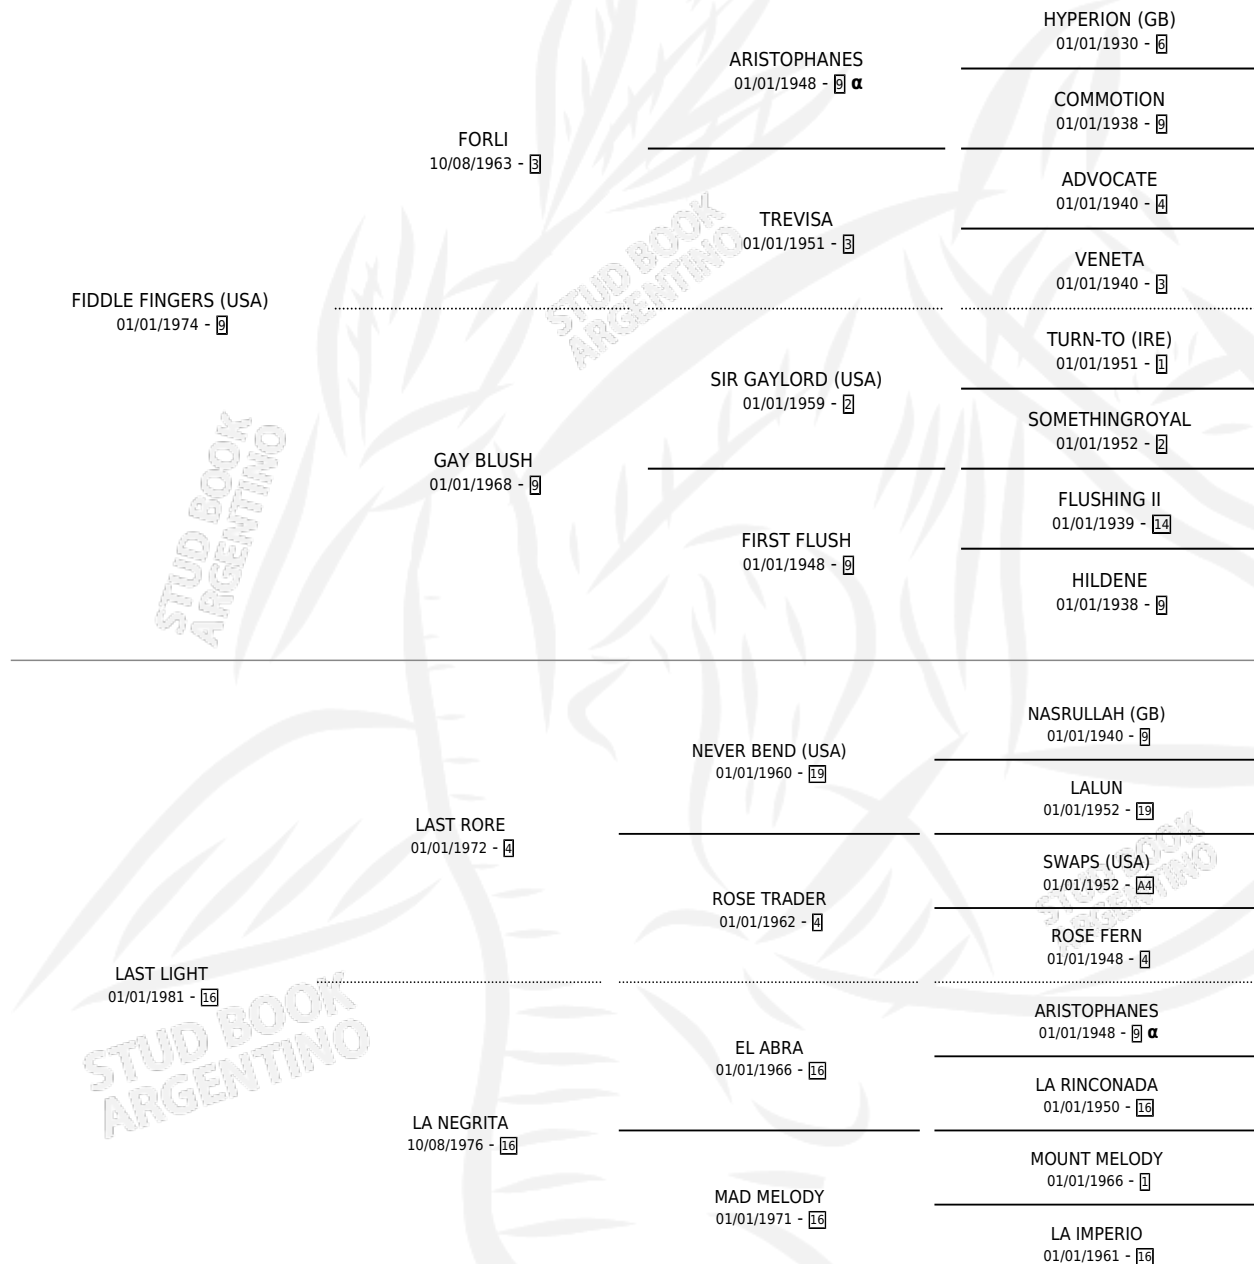 HYPERION (GB)
01/01/1930 - 6
ARISTOPHANES
01/01/1948 - 9 α
COMMOTION
01/01/1938 - 9
FORLI
10/08/1963 - 3
ADVOCATE
01/01/1940 - 4
TREVISA
01/01/1951 - 3
VENETA
01/01/1940 - 3
FIDDLE FINGERS (USA)
01/01/1974 - 9
TURN-TO (IRE)
01/01/1951 - 1
SIR GAYLORD (USA)
01/01/1959 - 2
SOMETHINGROYAL
01/01/1952 - 2
GAY BLUSH
01/01/1968 - 9
FLUSHING II
01/01/1939 - 14
FIRST FLUSH
01/01/1948 - 9
HILDENE
01/01/1938 - 9
STUD BOOK
ARGENTINO
STUD BOOK
ARGENTINO
NASRULLAH (GB)
01/01/1940 - 9
NEVER BEND (USA)
01/01/1960 - 19
LALUN
01/01/1952 - 19
LAST RORE
01/01/1972 - 4
SWAPS (USA)
01/01/1952 - A4
ROSE TRADER
01/01/1962 - 4
ROSE FERN
01/01/1948 - 4
STUD BOOK
ARGENTINO
LAST LIGHT
01/01/1981 - 16
ARISTOPHANES
01/01/1948 - 9 α
EL ABRA
01/01/1966 - 16
LA RINCONADA
01/01/1950 - 16
LA NEGRITA
10/08/1976 - 16
MOUNT MELODY
01/01/1966 - 1
MAD MELODY
01/01/1971 - 16
LA IMPERIO
01/01/1961 - 16
STUD BOOK
ARGENTINO